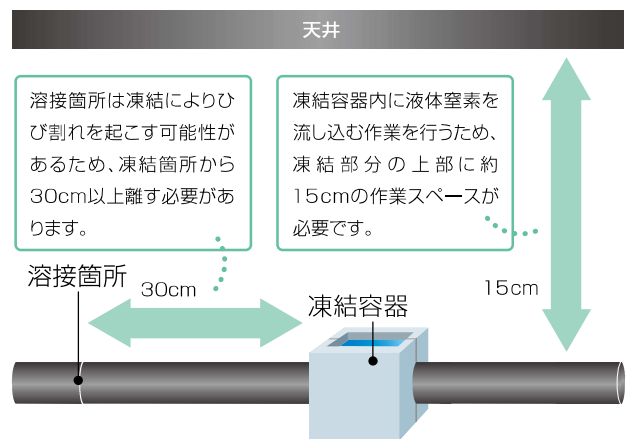 天井
溶接箇所は凍結によりひ
び割れを起こす可能性が
あるため、凍結箇所から
30cm以上離す必要があ
ります。
凍結容器内に液体窒素を
流し込む作業を行うため、
凍結部分の上部に約
15cmの作業スペースが
必要です。
溶接箇所
30cm
凍結容器
15cm